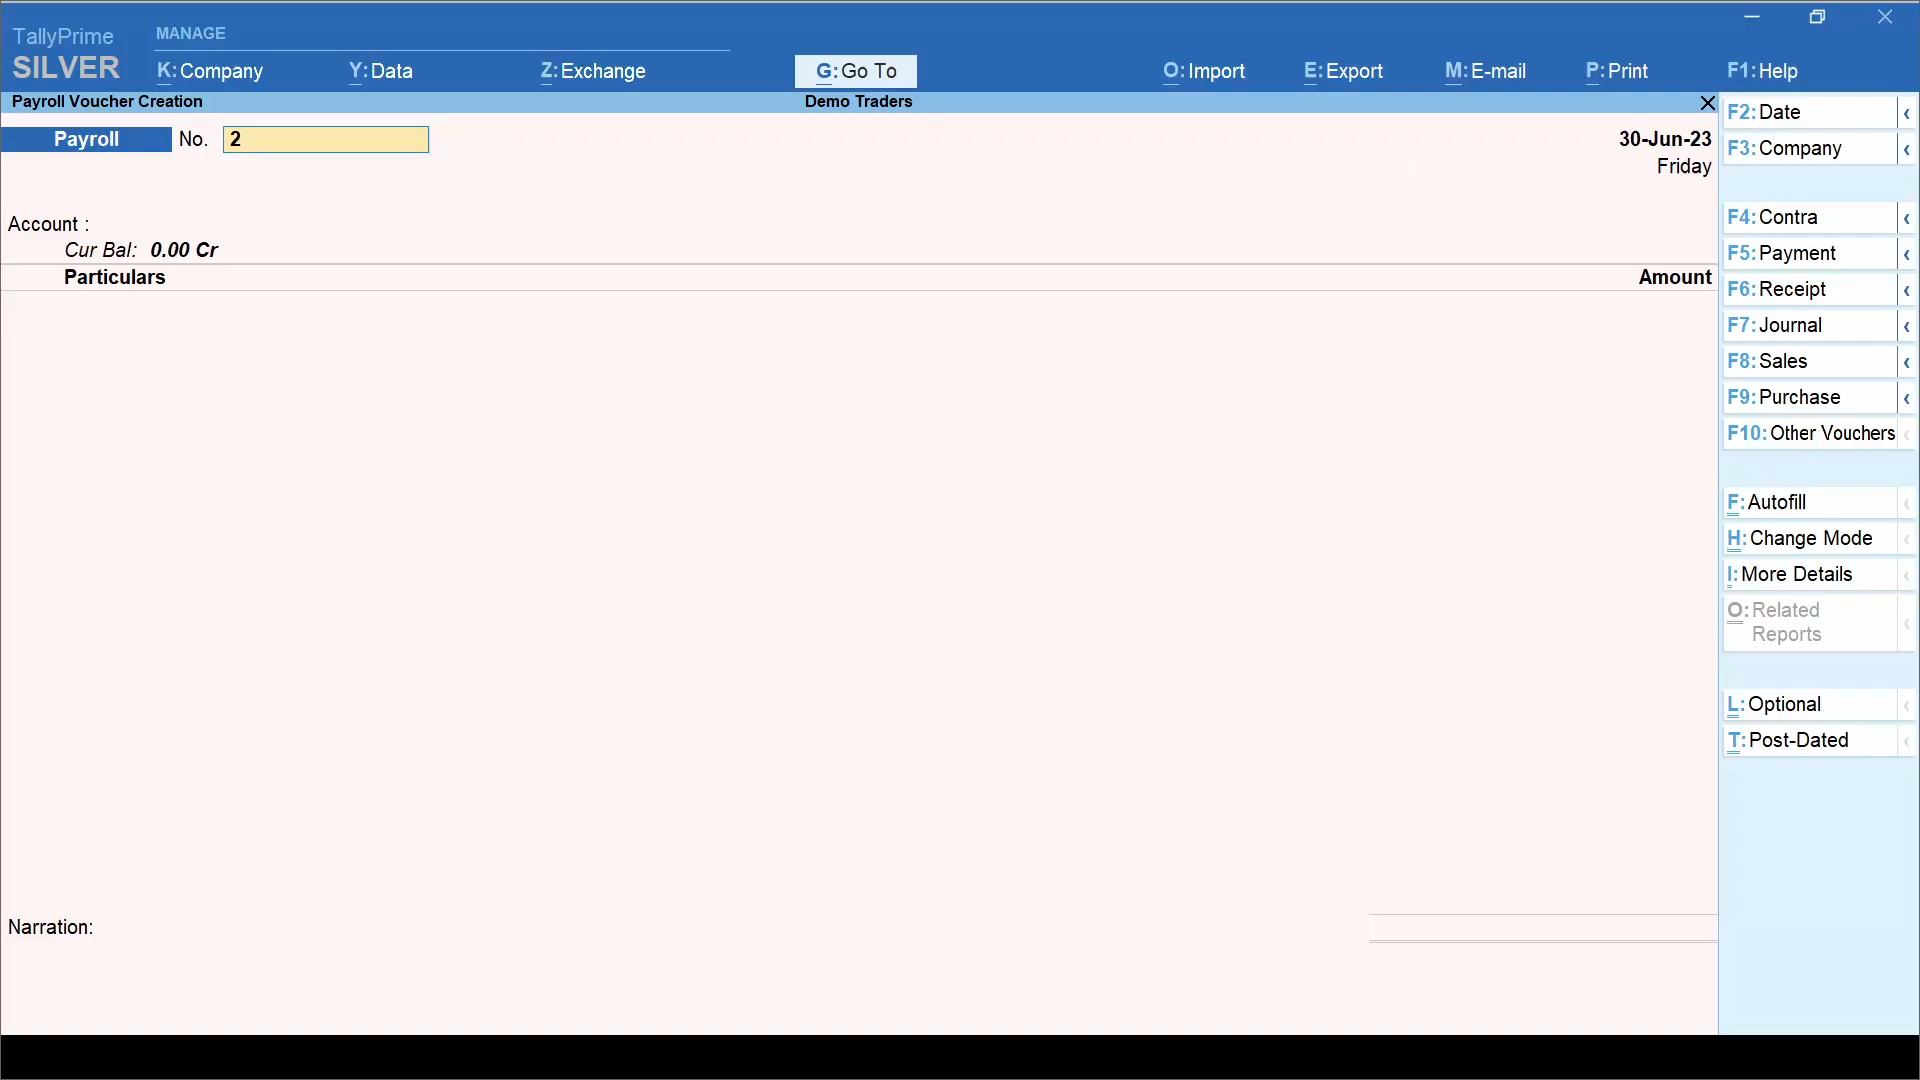 TallyPrime
SILVER
MANAGE
K: Company
Y: Data
Z: Exchange
G: Go To
O: Import
E: Export
M: E-mail
P: Print
F1: Help
Payroll Voucher Creation
Demo Traders
Payroll No. 2
30-Jun-23
Friday
Account :
Cur Bal: 0.00 Cr
Particulars
Amount
Narration:
F2: Date
F3: Company
F4: Contra
F5: Payment
F6: Receipt
F7: Journal
F8: Sales
F9: Purchase
F10: Other Vouchers
F: Autofill
H: Change Mode
I: More Details
O: Related
Reports
L: Optional
T: Post-Dated